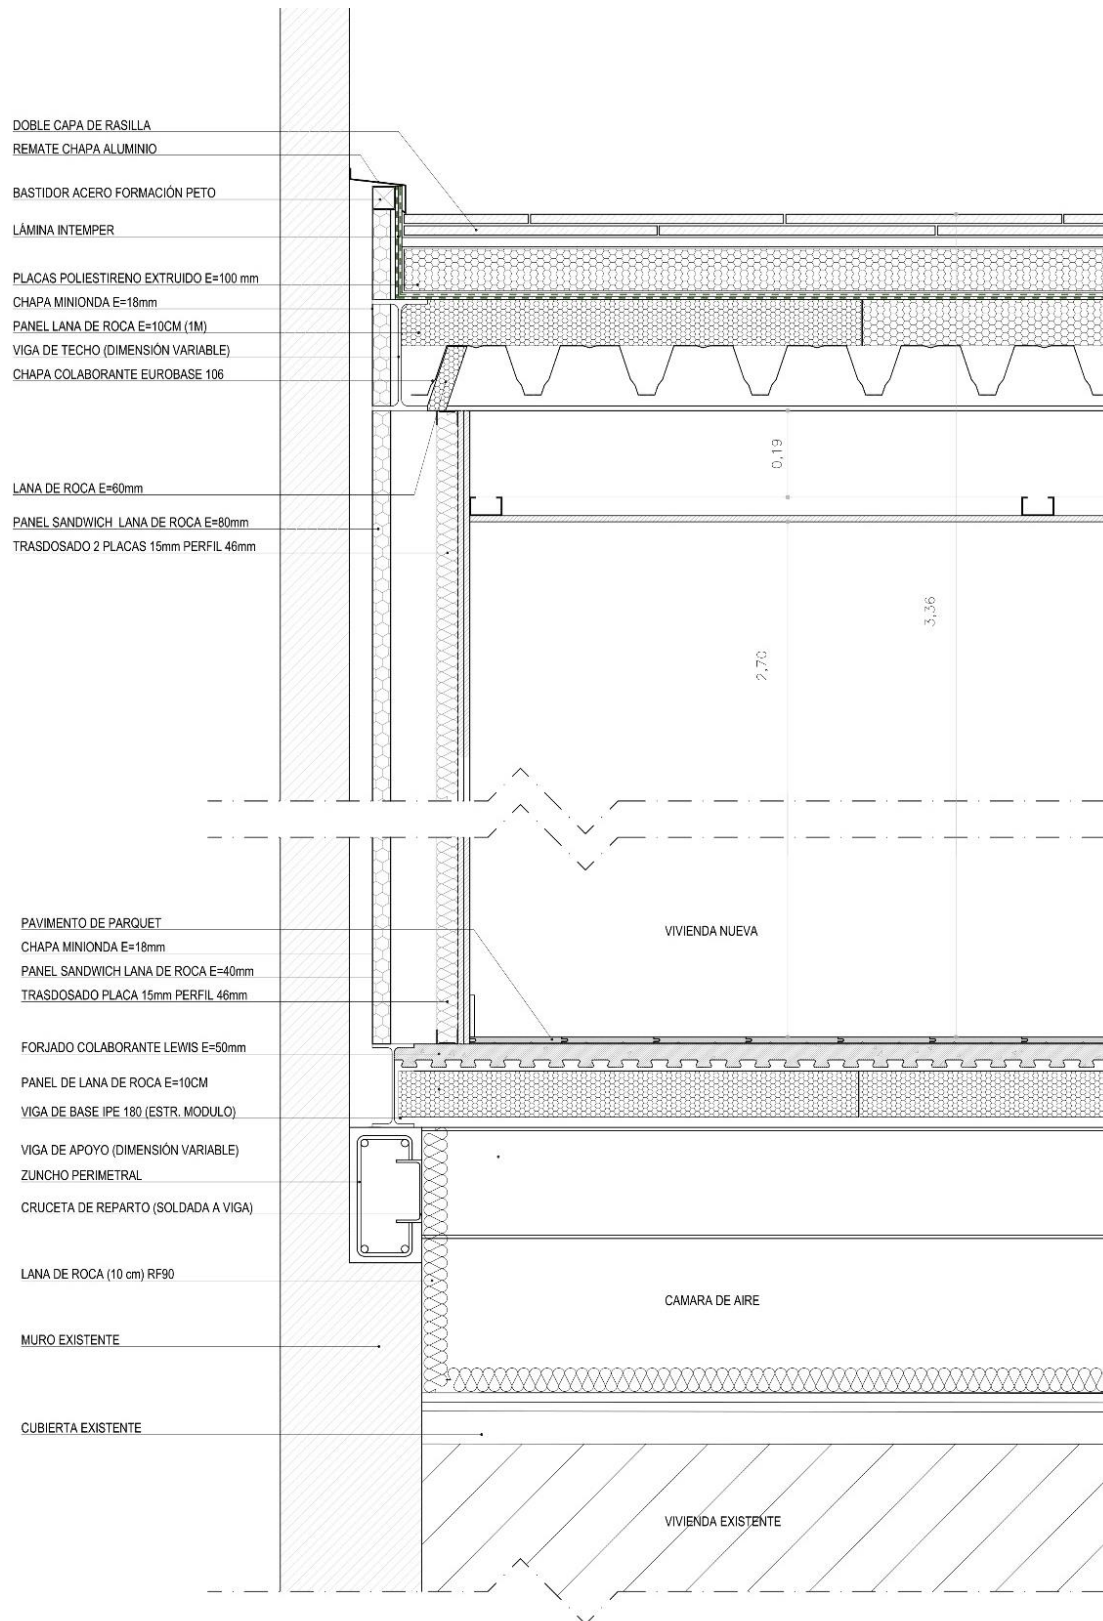 DOBLE CAPA DE RASILLA
REMATE CHAPA ALUMINIO
BASTIDOR ACERO FORMACIÓN PETO
LÁMINA INTEMPER
PLACAS POLIESTIRENO EXTRUIDO E=100 mm
CHAPA MINIONDA E=18mm
PANEL LANA DE ROCA E=10CM (1M)
VIGA DE TECHO (DIMENSIÓN VARIABLE)
CHAPA COLABORANTE EUROBASE 106
0,19
LANA DE ROCA E=60mm
PANEL SANDWICH LANA DE ROCA E=80mm
TRASDOSADO 2 PLACAS 15mm PERFIL 46mm
3,36
2,70
PAVIMENTO DE PARQUET
VIVIENDA NUEVA
CHAPA MINIONDA E=18mm
PANEL SANDWICH LANA DE ROCA E=40mm
TRASDOSADO PLACA 15mm PERFIL 46mm
FORJADO COLABORANTE LEWIS E=50mm
PANEL DE LANA DE ROCA E=10CM
VIGA DE BASE IPE 180 (ESTR. MODULO)
VIGA DE APOYO (DIMENSIÓN VARIABLE)
ZUNCHO PERIMETRAL
CRUCETA DE REPARTO (SOLDADA A VIGA)
LANA DE ROCA (10 cm) RF90
CAMARA DE AIRE
MURO EXISTENTE
CUBIERTA EXISTENTE
VIVIENDA EXISTENTE